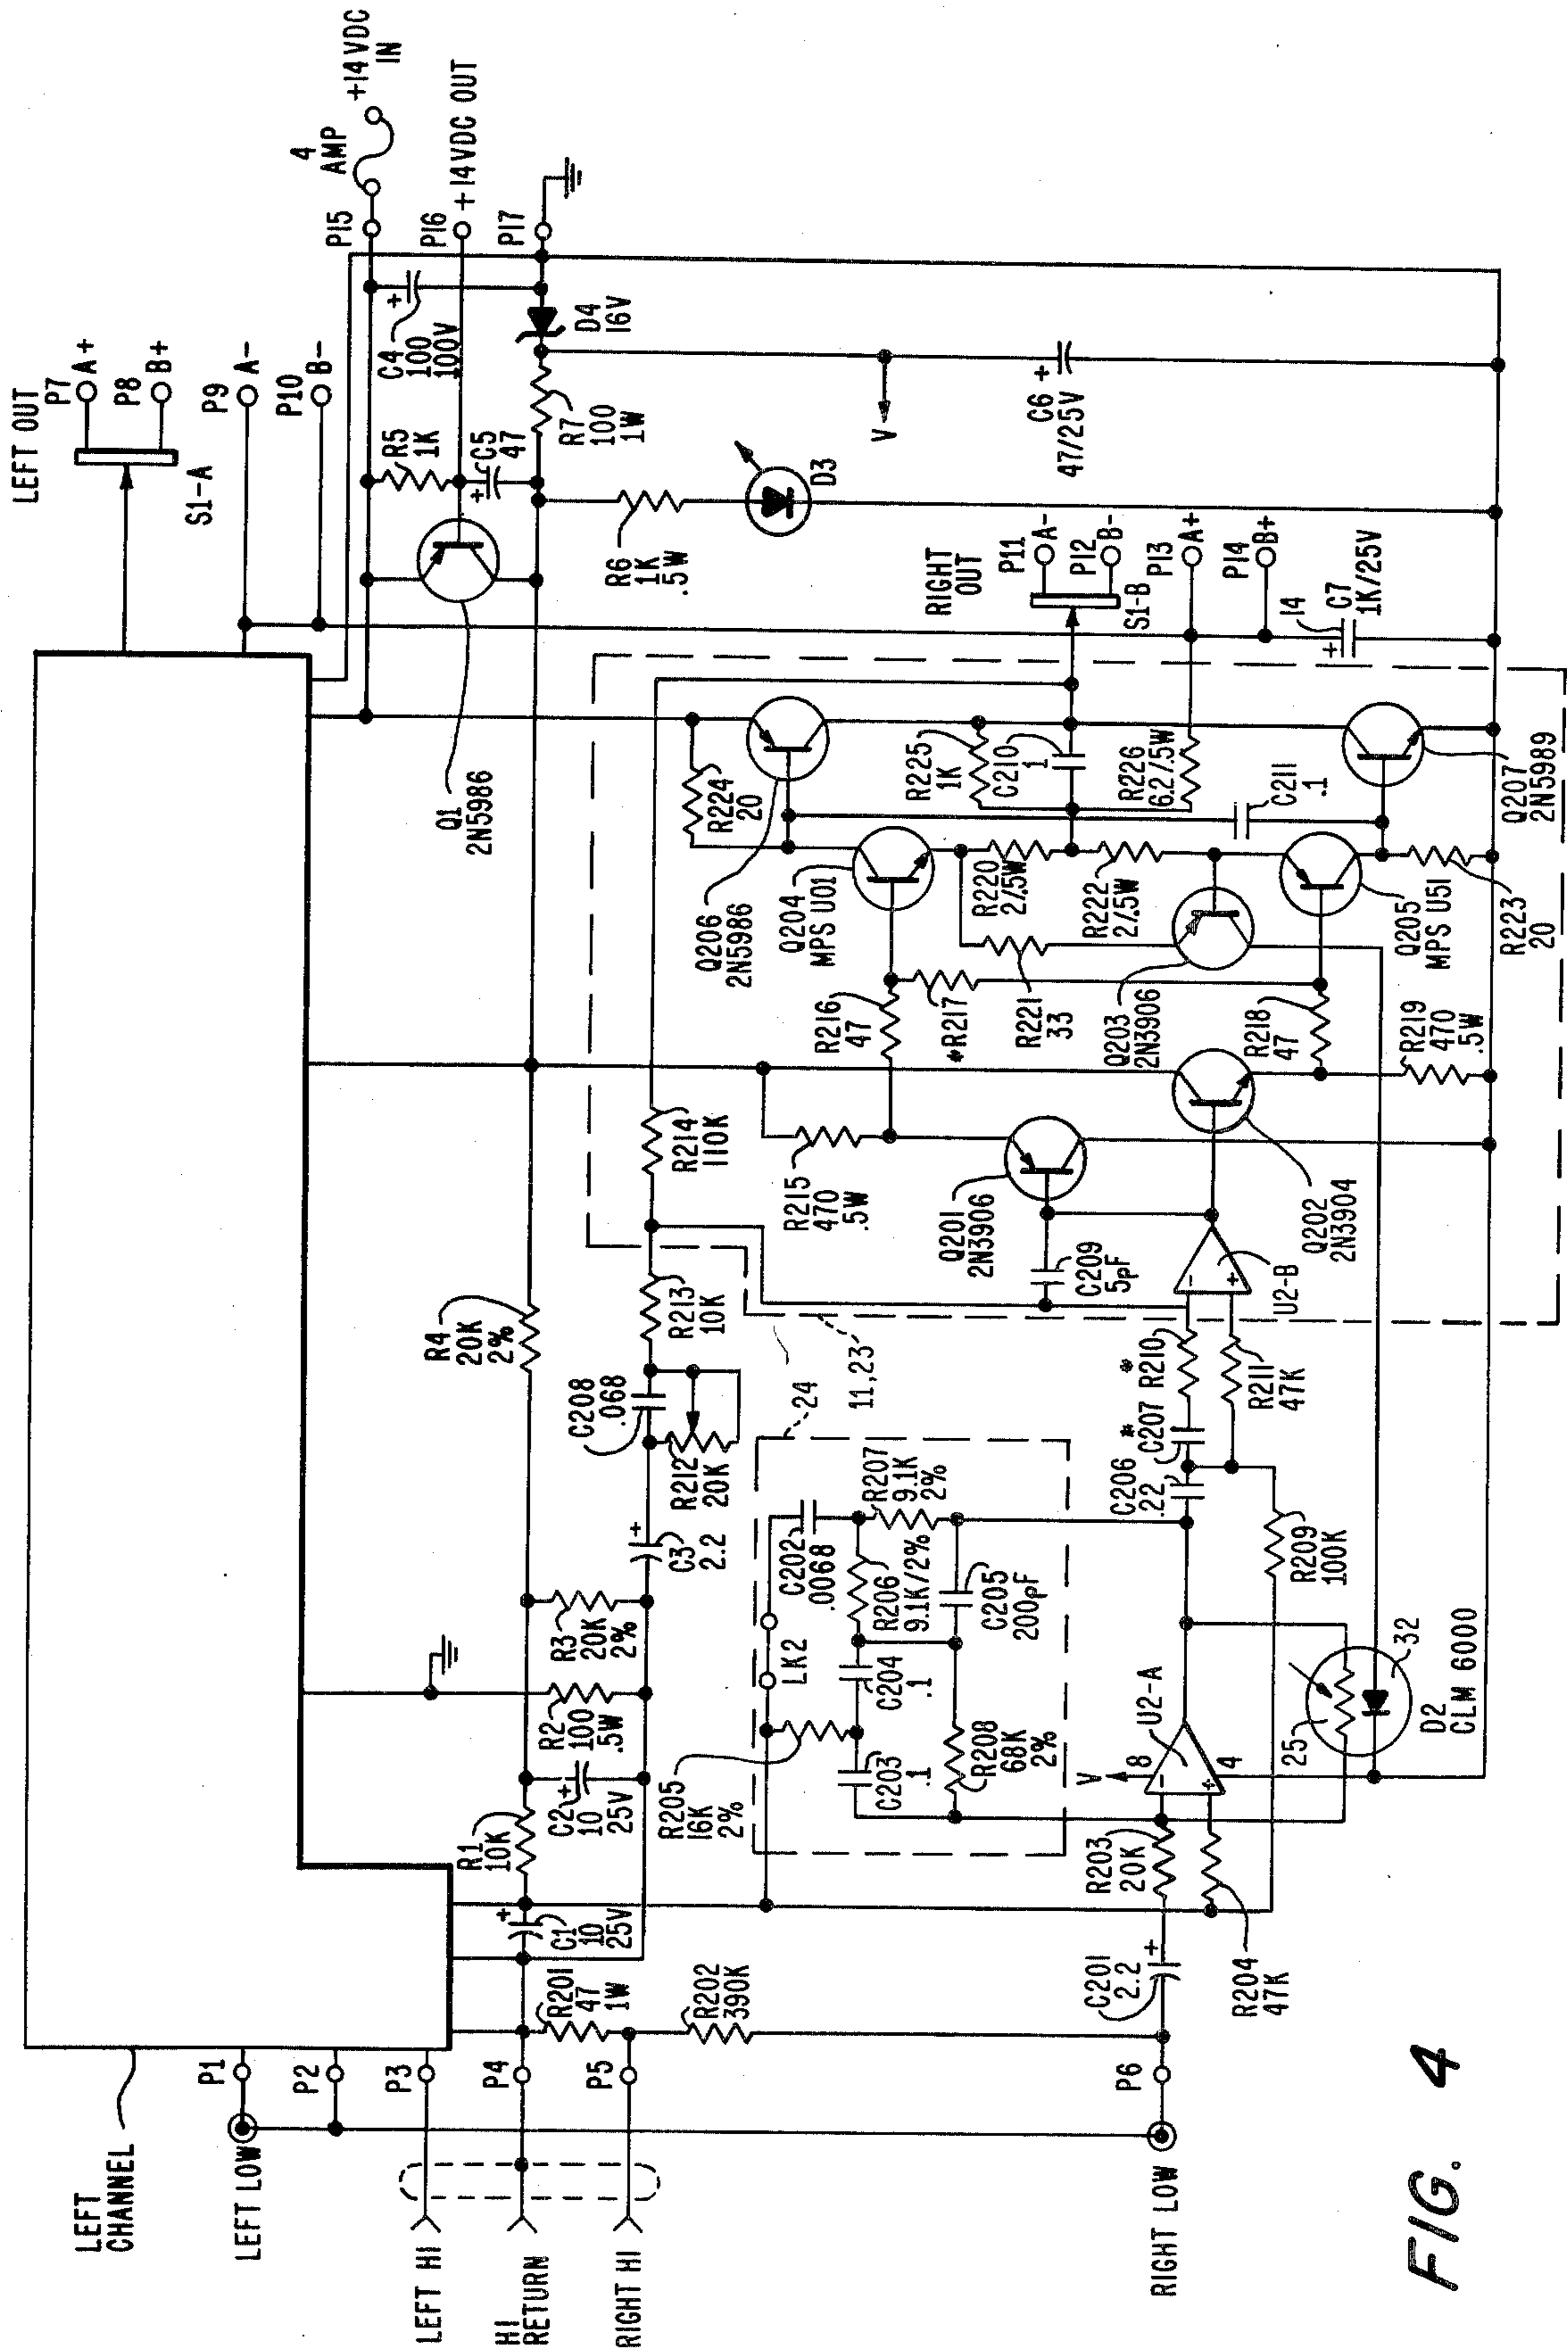 LEFT OUT
P7
A+
P8
B+
S1-A
P9
A-
P10
B-
4
AMP
+14VDC
IN
P15
P16
+14VDC OUT
P17
C4
100
100V
D4
16V
R5
1K
C5
47
R7
100
1W
Q1
2N5986
R6
1K
.5W
D3
V
C6
47/25V
RIGHT
OUT
P11
A-
P12
B-
S1-B
P13
A+
P14
B+
14
C7
1K/25V
LEFT
CHANNEL
P1
P2
P3
P4
P5
P6
LEFT LOW
LEFT HI
HI
RETURN
RIGHT HI
RIGHT LOW
R201
47
1W
R202
390K
C1
10
25V
R1
10K
C2
10
25V
R2
100
.5W
R3
20K
2%
R4
20K
2%
C3
2.2
R212
20K
C208
.068
R213
10K
R214
110K
11,23
24
R205
16K
2%
LK2
C202
.0068
R207
9.1K
2%
R206
9.1K/2%
C203
.1
C204
.1
C205
200pF
R208
68K
2%
C201
2.2
R203
20K
R204
47K
V
8
4
U2-A
25
32
D2
CLM 6000
R209
100K
C206
.22
*
C207
*
R210
R211
47K
C209
5pF
U2-B
Q201
2N3906
Q202
2N3904
R215
470
.5W
R216
47
*R217
R218
47
R219
470
.5W
R221
33
Q203
2N3906
Q204
MPS U01
Q205
MPS U51
Q206
2N5986
Q207
2N5989
R220
2/.5W
R222
2/.5W
R223
20
R224
20
R225
1K
C210
.1
R226
6.2/.5W
C211
.1
FIG. 4